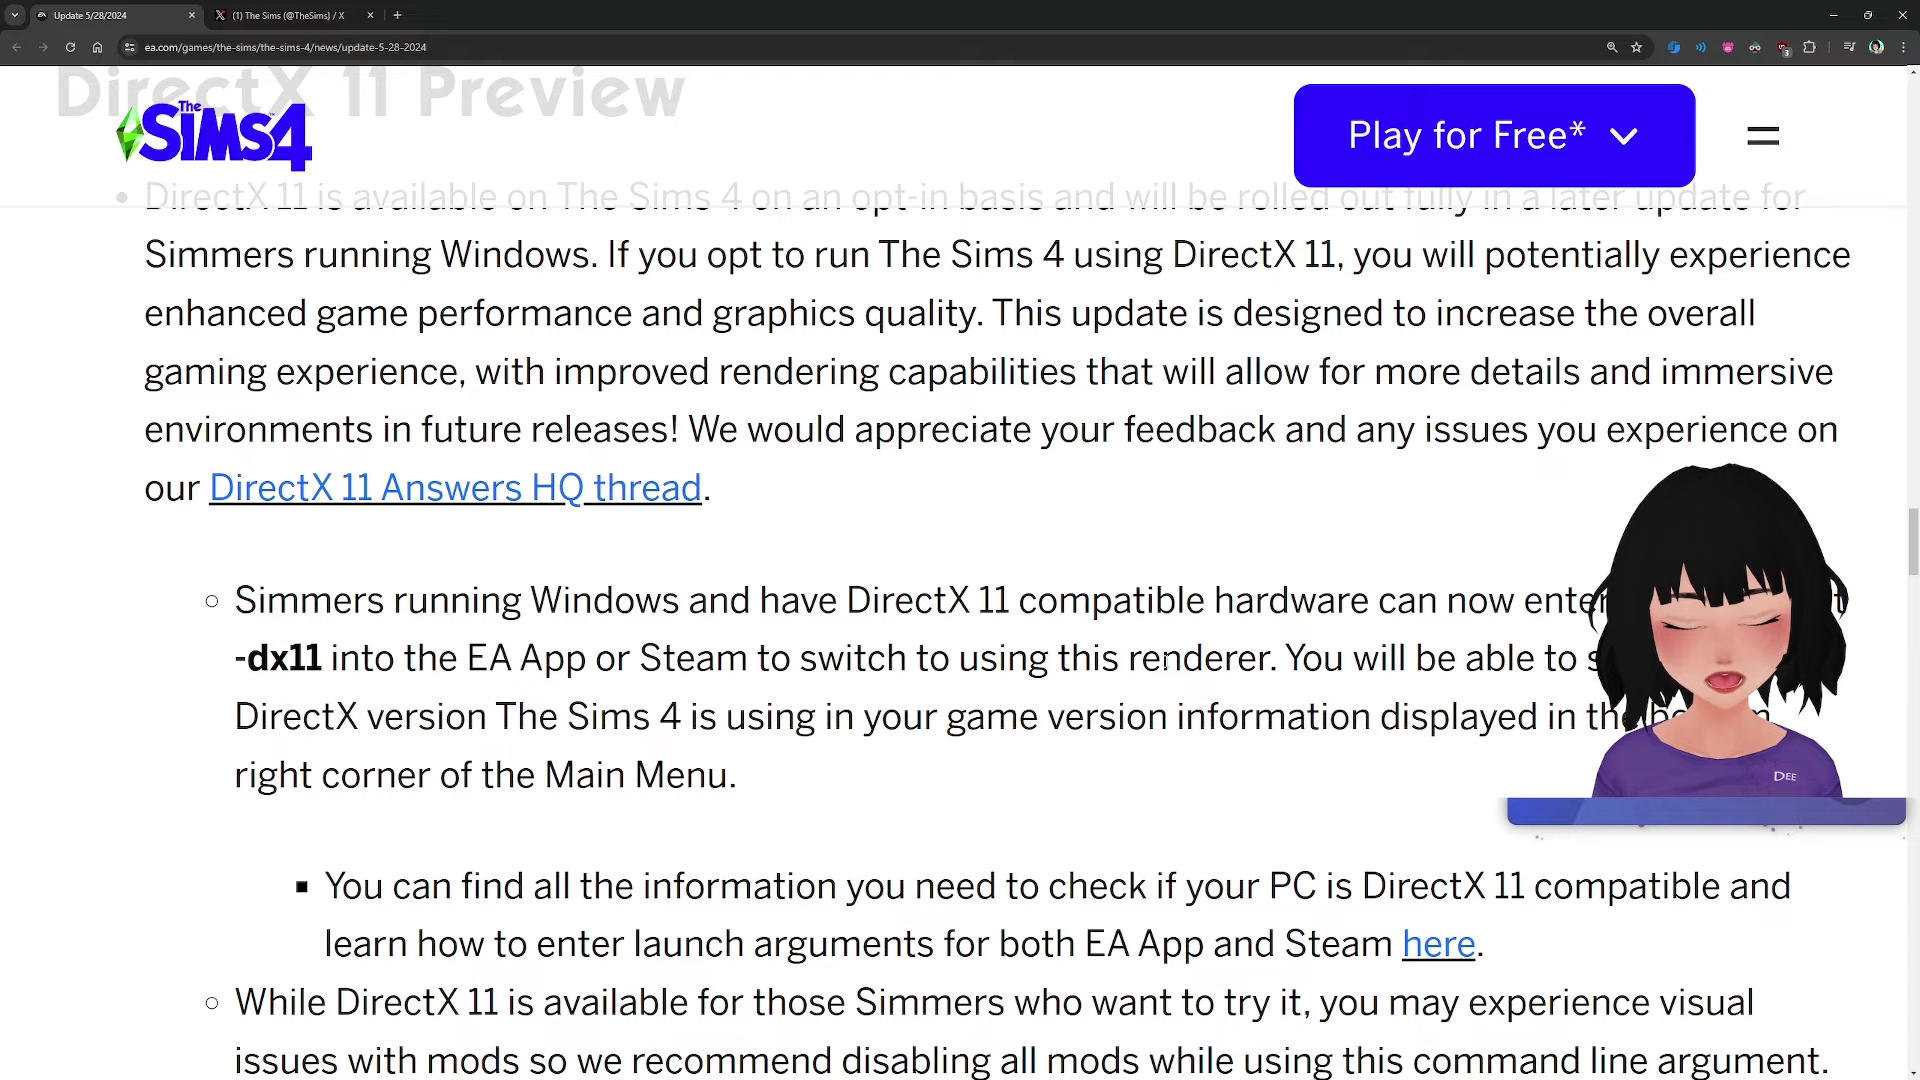 Update 5/28/2024
(1) The Sims (@TheSims) / X
ea.com/games/the-sims/the-sims-4/news/update-5-28-2024
3
DirectX 11 Preview
The Sims 4
Play for Free*
DirectX 11 is available on The Sims 4 on an opt-in basis and will be rolled out fully in a later update for
Simmers running Windows. If you opt to run The Sims 4 using DirectX 11, you will potentially experience
enhanced game performance and graphics quality. This update is designed to increase the overall
gaming experience, with improved rendering capabilities that will allow for more details and immersive
environments in future releases! We would appreciate your feedback and any issues you experience on
our DirectX 11 Answers HQ thread.
Simmers running Windows and have DirectX 11 compatible hardware can now enter
-dx11 into the EA App or Steam to switch to using this renderer. You will be able to
DirectX version The Sims 4 is using in your game version information displayed in
right corner of the Main Menu.
DEE
You can find all the information you need to check if your PC is DirectX 11 compatible and
learn how to enter launch arguments for both EA App and Steam here.
While DirectX 11 is available for those Simmers who want to try it, you may experience visual
issues with mods so we recommend disabling all mods while using this command line argument.